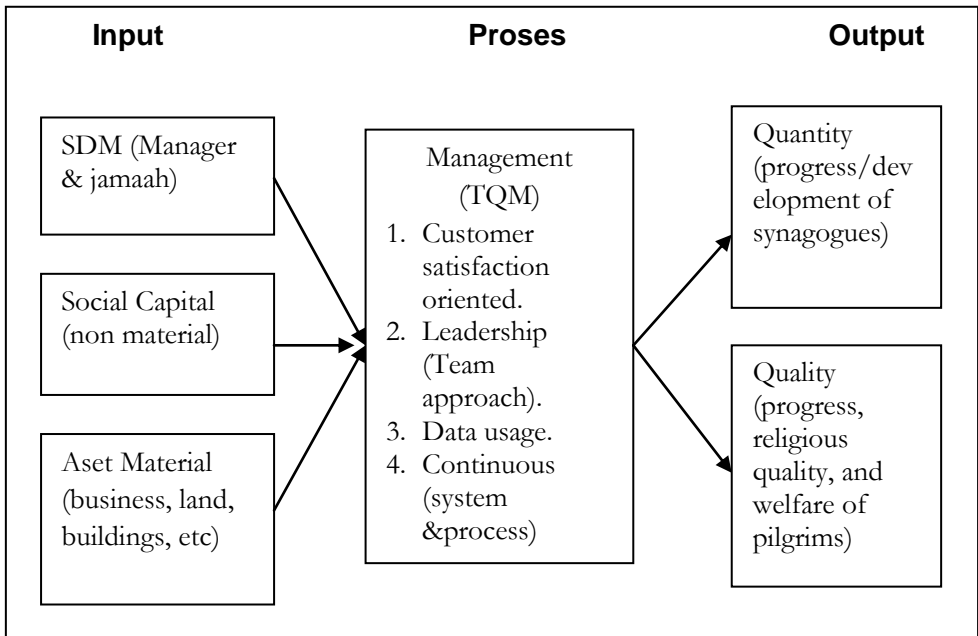 Input
Proses
Output
SDM (Manager
& jamaah)
Social Capital
(non material)
Aset Material
(business, land,
buildings, etc)
Management
(TQM)
1. Customer
satisfaction
oriented.
2. Leadership
(Team
approach).
3. Data usage.
4. Continuous
(system
&process)
Quantity
(progress/dev
elopment of
synagogues)
Quality
(progress,
religious
quality, and
welfare of
pilgrims)